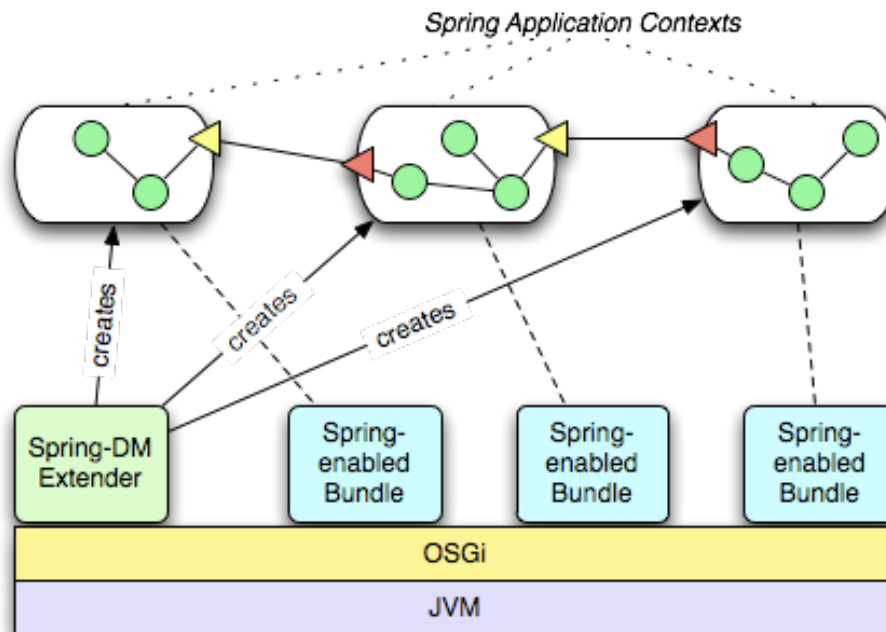 Spring Application Contexts
creates
creates
creates
Spring-DM
Extender
Spring-
enabled
Bundle
Spring-
enabled
Bundle
Spring-
enabled
Bundle
OSGi
JVM